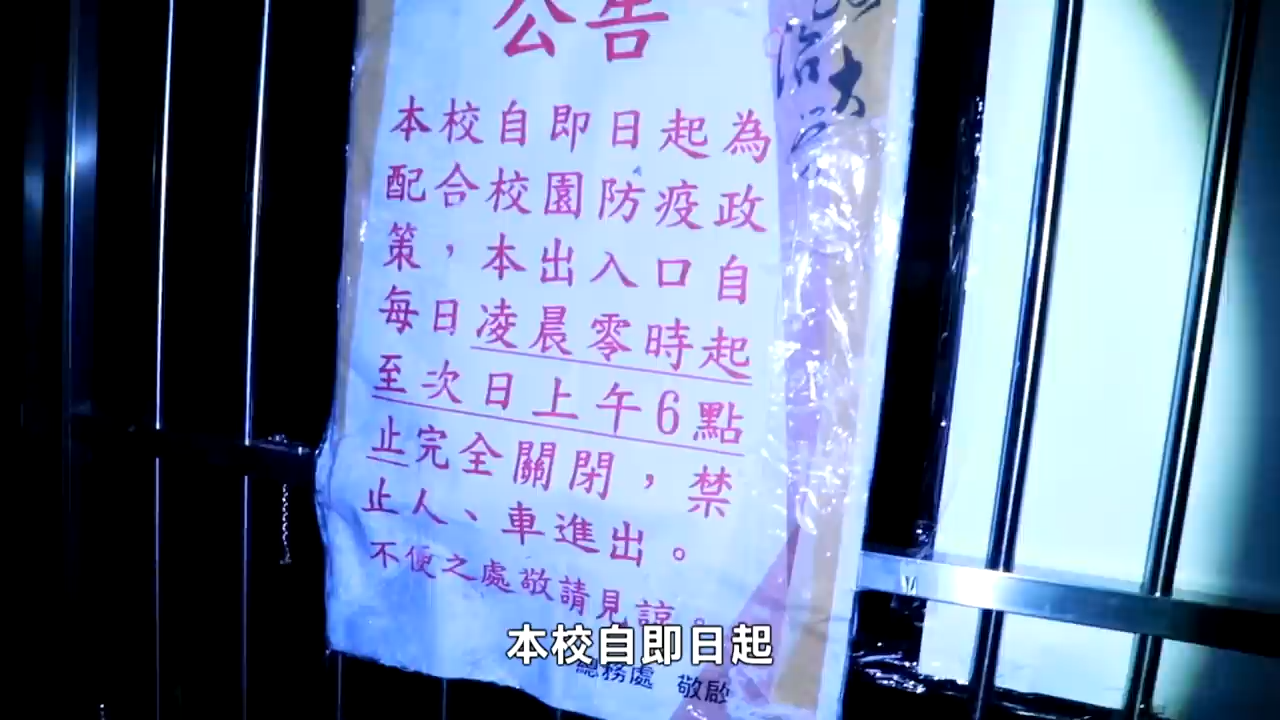 公告
本校自即日起為
配合校園防疫政
策，本出入口自
每日凌晨零時起
至次日上午6點
止完全關閉，禁
止人、車進出。
不便之處敬請見諒。
總務處 敬啟
治大學
本校自即日起